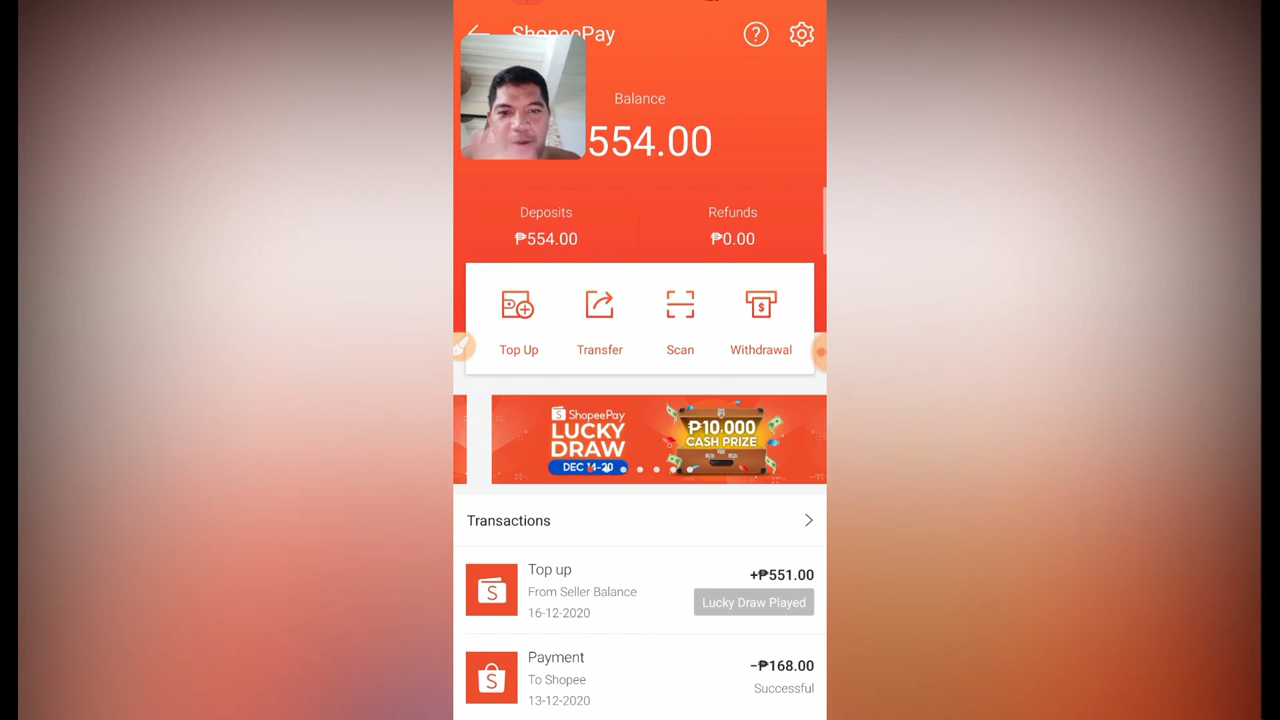 ShopeePay
Balance
554.00
Deposits
Refunds
₱554.00
₱0.00
Top Up
Transfer
Scan
Withdrawal
ShopeePay
LUCKY
DRAW
DEC 14-20
₱10,000
CASH PRIZE
Transactions
Top up
+₱551.00
From Seller Balance
Lucky Draw Played
16-12-2020
Payment
−₱168.00
To Shopee
Successful
13-12-2020